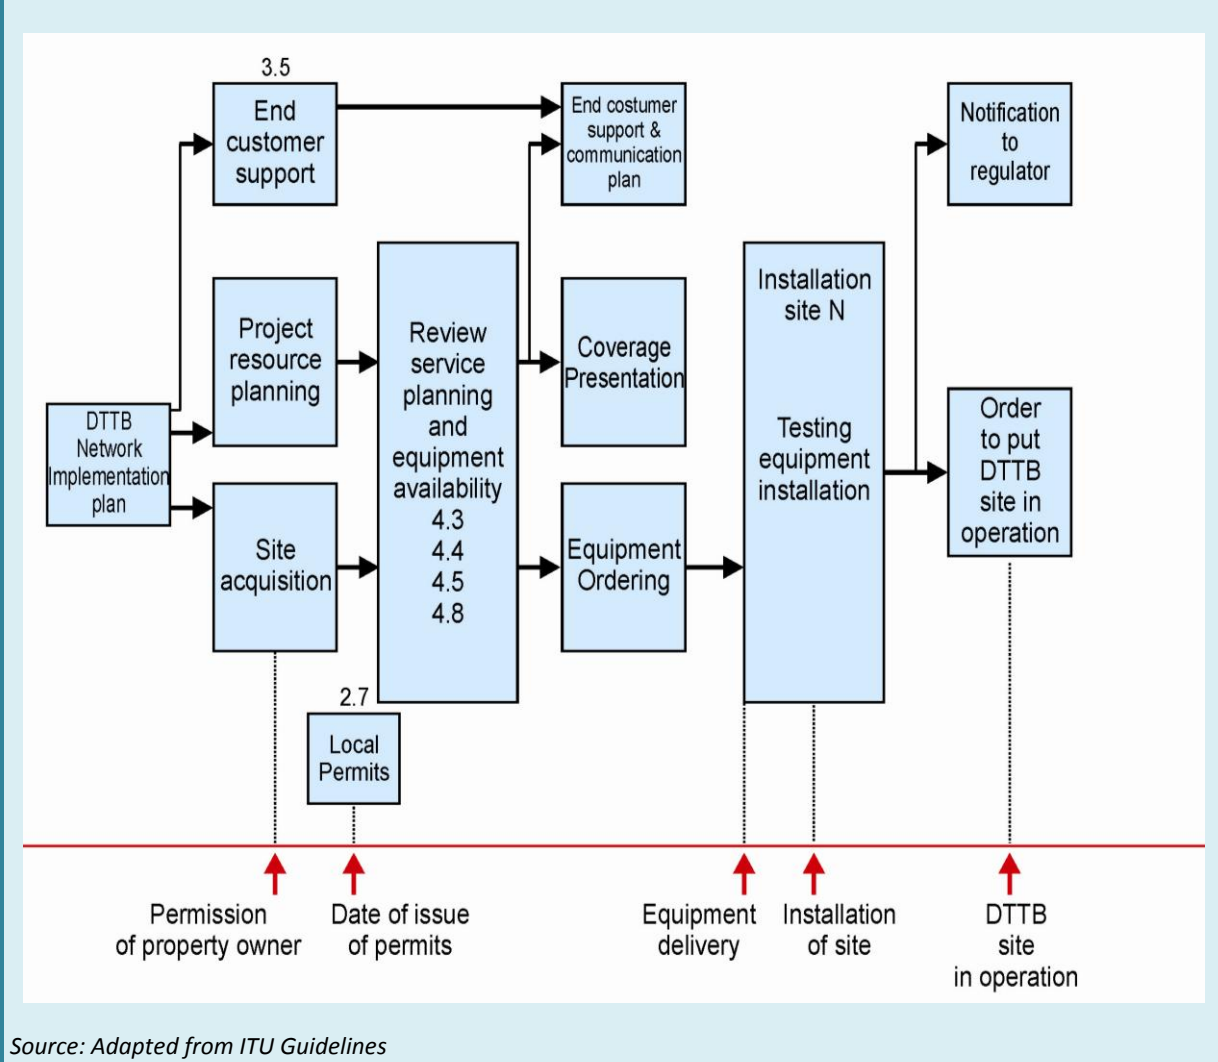 3.5
End
customer
support
End costumer
support &
communication
plan
Notification
to
regulator
DTTB
Network
Implementation
plan
Project
resource
planning
Site
acquisition
Review
service
planning
and
equipment
availability
4.3
4.4
4.5
4.8
Coverage
Presentation
Equipment
Ordering
Installation
site N
Testing
equipment
installation
Order
to put
DTTB
site in
operation
2.7
Local
Permits
Permission
of property owner
Date of issue
of permits
Equipment
delivery
Installation
of site
DTTB
site
in operation
Source: Adapted from ITU Guidelines